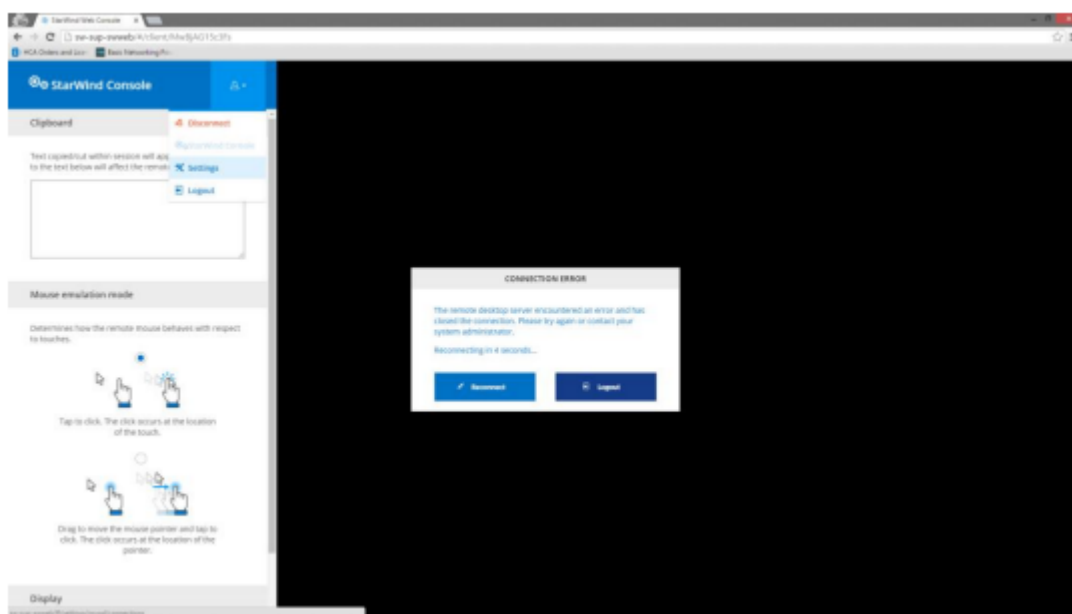 StarWind Web Console
StarWind Console
Clipboard
Disconnect
StarWind Console
Text copied/cut within session will
to the text below will affect the
Settings
Logout
CONNECTION ERROR
The remote desktop server encountered an error and has
closed the connection. Please try again or contact your
system administrator.
Reconnecting in 4 seconds...
Reconnect
Logout
Mouse emulation mode
Determines how the remote mouse behaves with respect
to touches.
Tap to click. The click occurs at the location
of the touch.
Drag to move the mouse pointer and tap to
click. The click occurs at the location of the
pointer.
Display